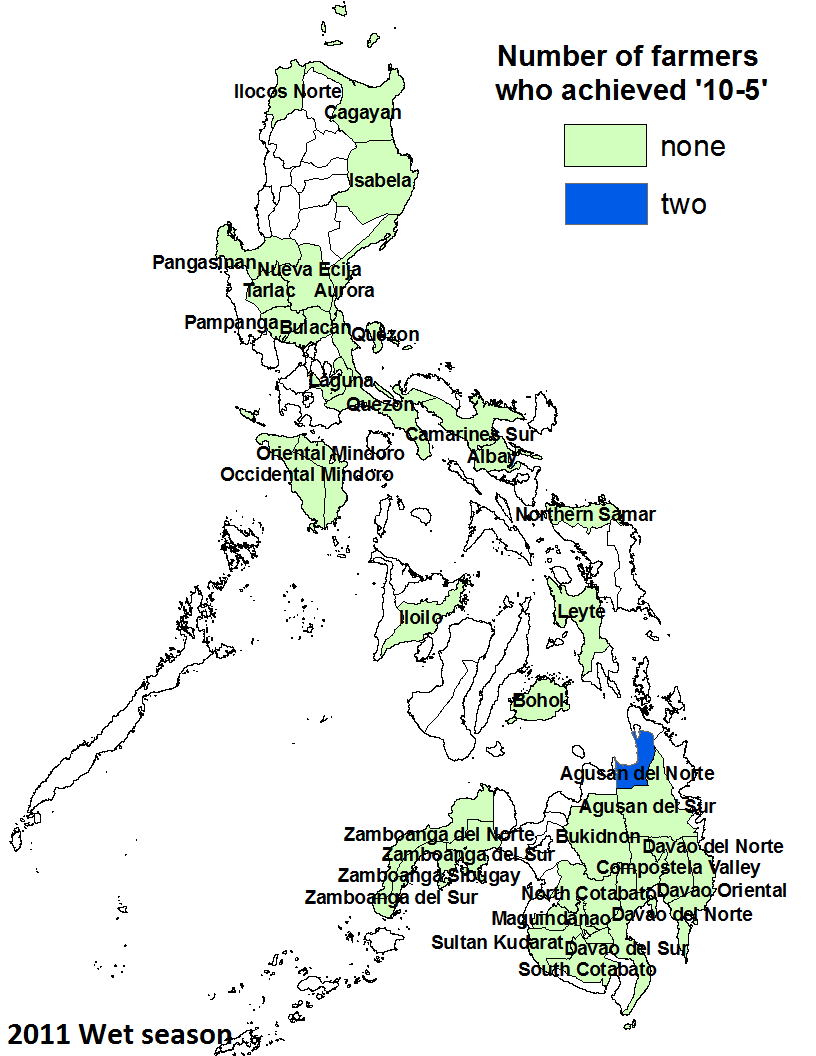 Number of farmers
who achieved '10-5'
none
two
Ilocos Norte
Cagayan
Isabela
Pangasinan
Nueva Ecija
Tarlac
Aurora
Pampanga
Bulacan
Quezon
Laguna
Quezon
Camarines Sur
Albay
Oriental Mindoro
Occidental Mindoro
Northern Samar
Iloilo
Leyte
Bohol
Agusan del Norte
Agusan del Sur
Zamboanga del Norte
Bukidnon
Davao del Norte
Zamboanga del Sur
Compostela Valley
Zamboanga Sibugay
North Cotabato
Davao Oriental
Zamboanga del Sur
Maguindanao
Davao del Norte
Sultan Kudarat
Davao del Sur
South Cotabato
2011 Wet season